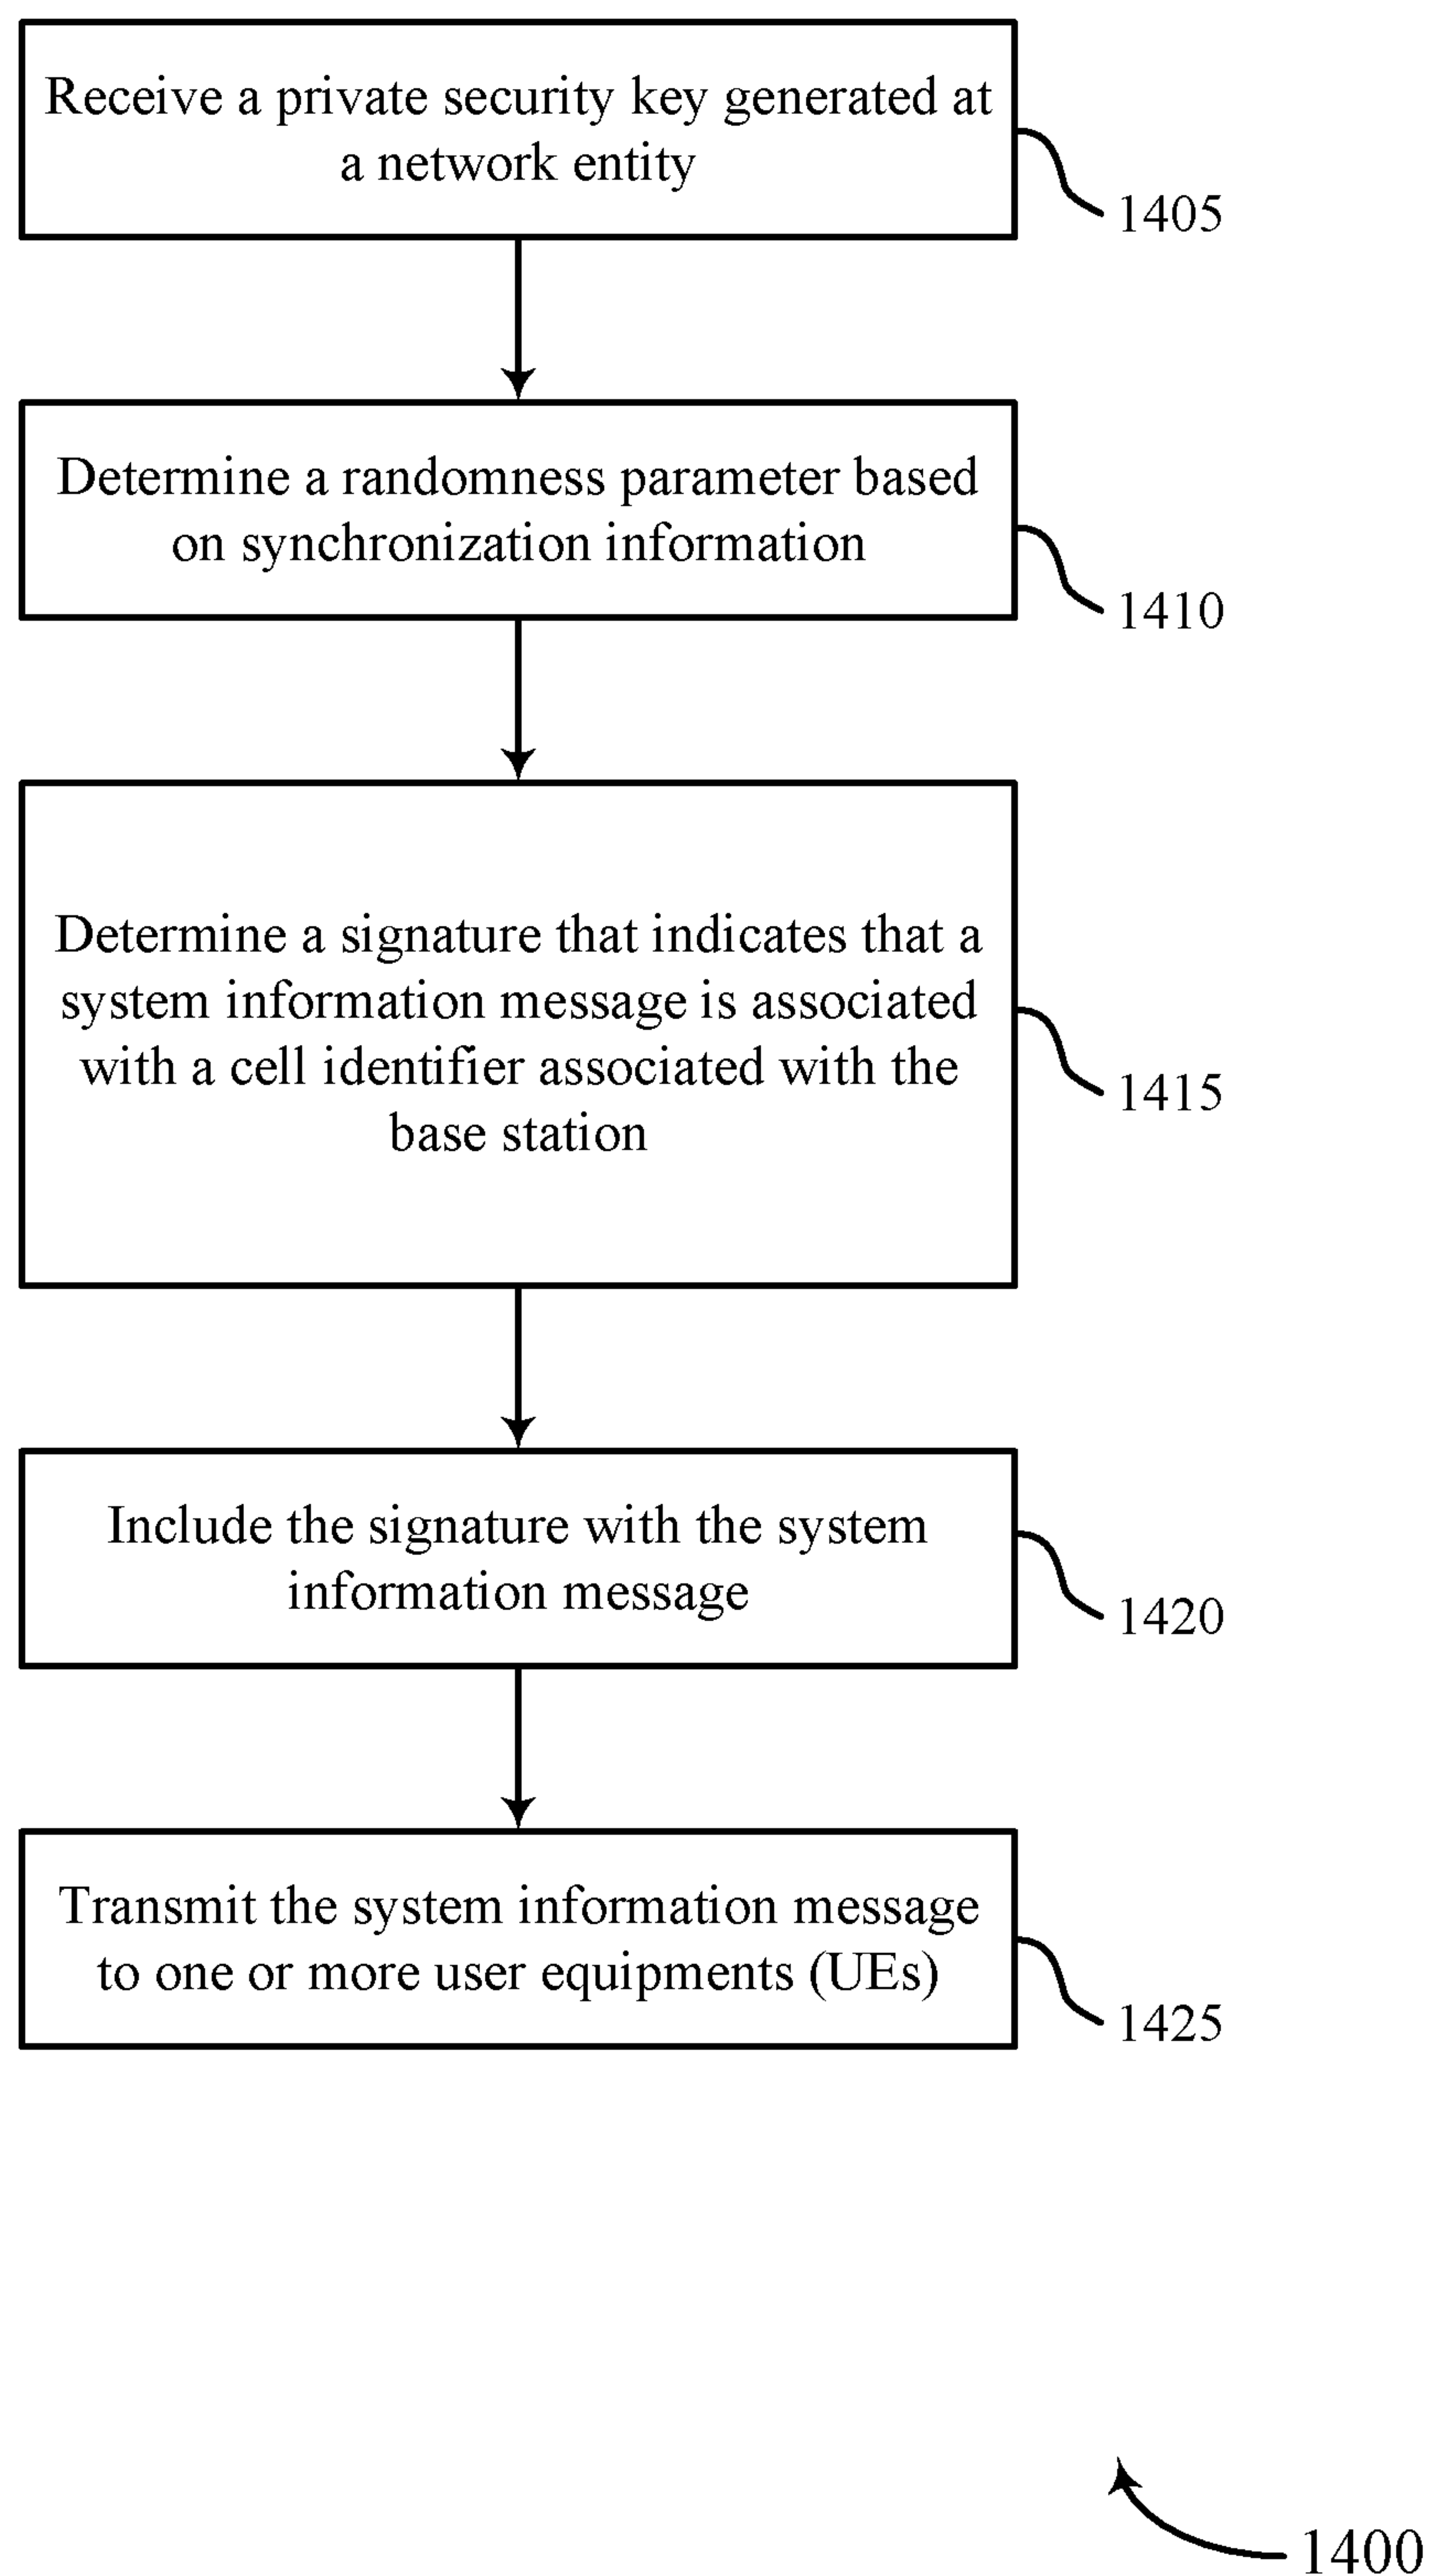 Receive a private security key generated at
a network entity
1405
Determine a randomness parameter based
on synchronization information
1410
Determine a signature that indicates that a
system information message is associated
with a cell identifier associated with the
base station
1415
Include the signature with the system
information message
1420
Transmit the system information message
to one or more user equipments (UEs)
1425
1400